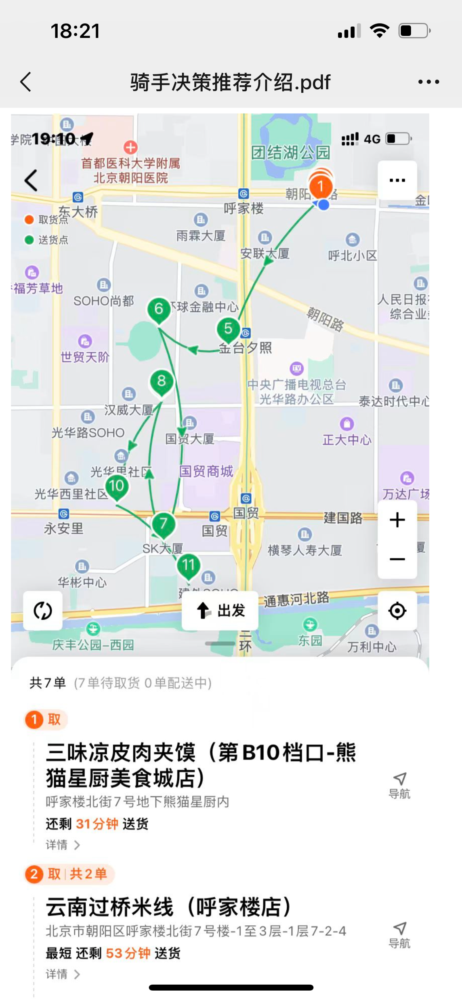 18:21
骑手决策推荐介绍.pdf
学院
19:10
4G
团结湖公园
首都医科大学附属
北京朝阳医院
1
东大桥
呼家楼
取货点
送货点
雨霖大厦
安联大厦
呼北小区
福芳草地
SOHO尚都
6
环球金融中心
人民日报社
综合业
朝阳路
5
金台夕照
世贸天阶
TV
中央广播电视总台
光华路办公区
8
泰达时代中心
汉威大厦
光华路SOHO
国贸大厦
正大中心
光华里社区
国贸商城
10
光华西里社区
万达广场
国贸
建国路
永安里
7
国贸
SK大厦
横琴人寿大厦
厦
11
华彬中心
通惠河北路
出发
庆丰公园-西园
三环
东园
万利中心
共7单 (7单待取货 0单配送中)
1 取
三味凉皮肉夹馍（第B10档口-熊
猫星厨美食城店）
呼家楼北街7号地下熊猫星厨内
导航
还剩 31分钟 送货
详情
2 取|共2单
云南过桥米线（呼家楼店）
北京市朝阳区呼家楼北街7号楼-1至3层-1层7-2-4
导航
最短 还剩 53分钟 送货
详情